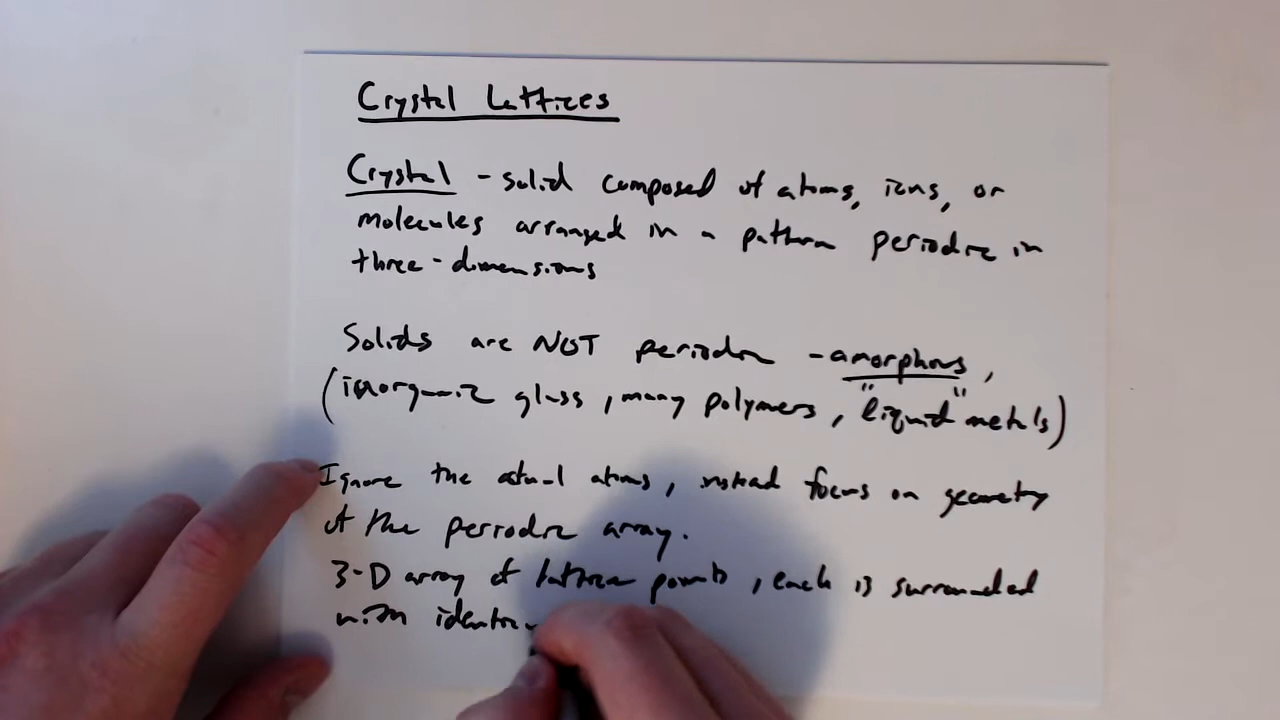 Crystal Lattices
Crystal - solid composed of atoms, ions, or
molecules arranged in a pattern periodic in
three-dimensions
Solids are NOT periodic - amorphous,
(inorganic glass, many polymers, "liquid" metals)
Ignore the actual atoms, instead focus on geometry
of the periodic array.
3-D array of lattice points, each is surrounded
with